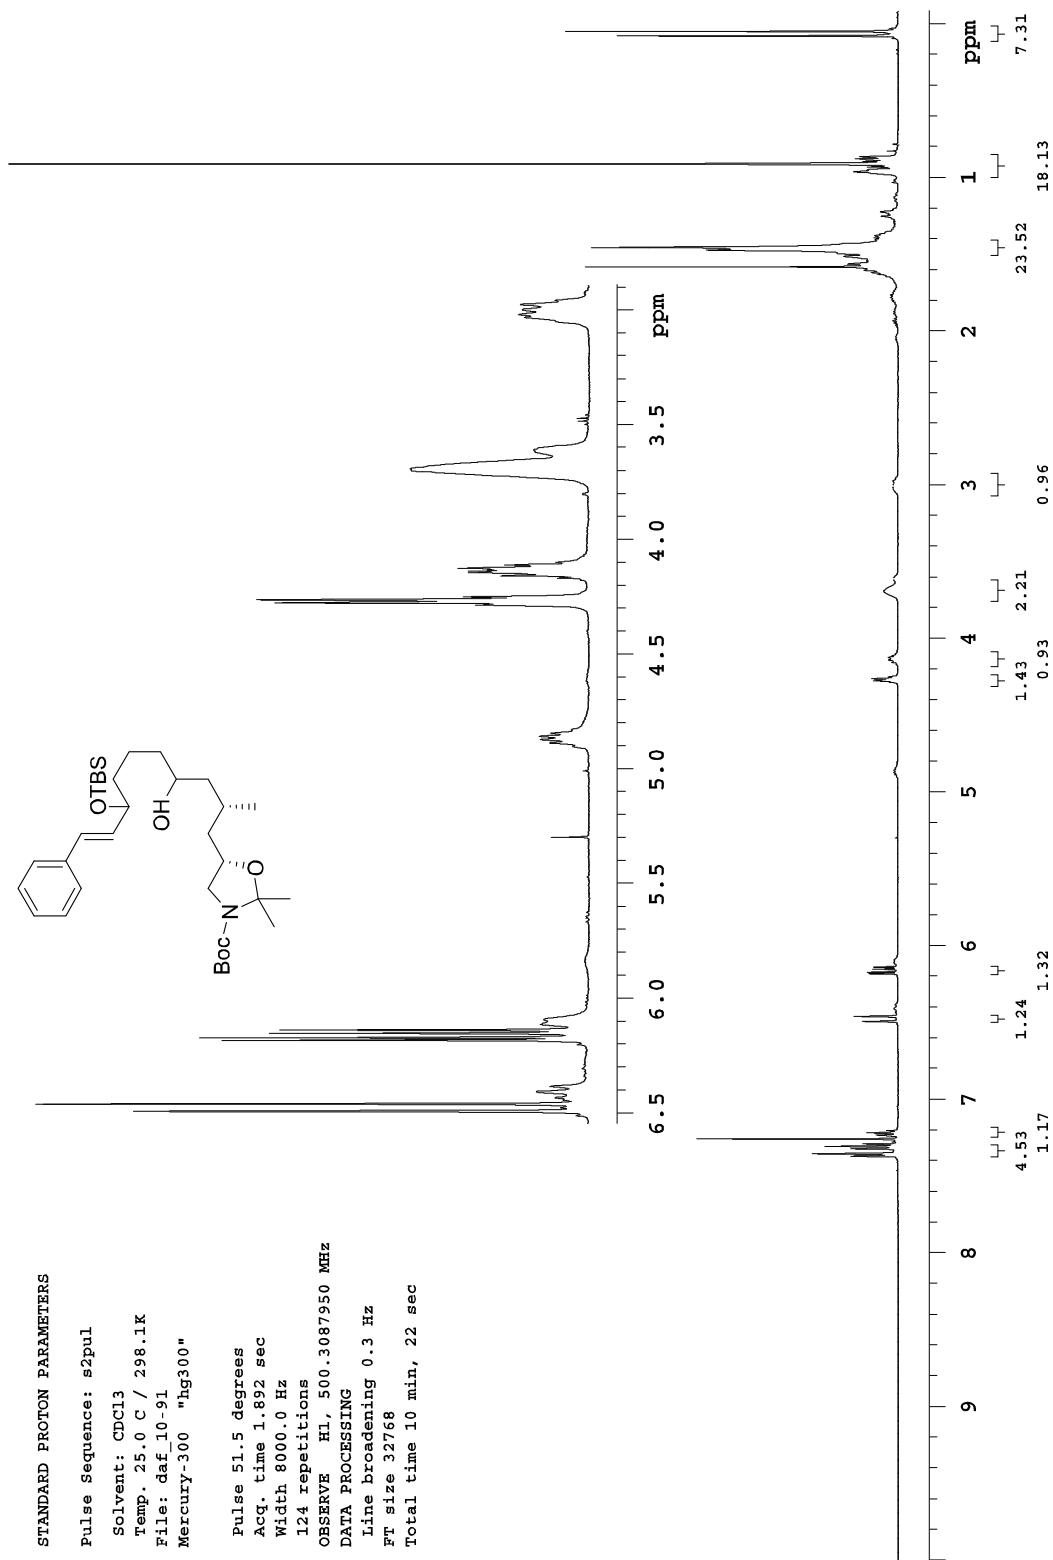 STANDARD PROTON PARAMETERS
Pulse Sequence: s2pul
Solvent: CDCl3
Temp. 25.0 C / 298.1K
File: daf_10-91
Mercury-300 "hg300"
Pulse 51.5 degrees
Acq. time 1.892 sec
Width 8000.0 Hz
124 repetitions
OBSERVE H1, 500.3087950 MHz
DATA PROCESSING
Line broadening 0.3 Hz
FT size 32768
Total time 10 min, 22 sec
OTBS
OH
Boc
N
O
6.5 6.0 5.5 5.0 4.5 4.0 3.5 ppm
9 8 7 6 5 4 3 2 1 ppm
4.53 1.24 1.43 2.21 23.52 7.31
1.17 1.32 0.93 0.96 18.13